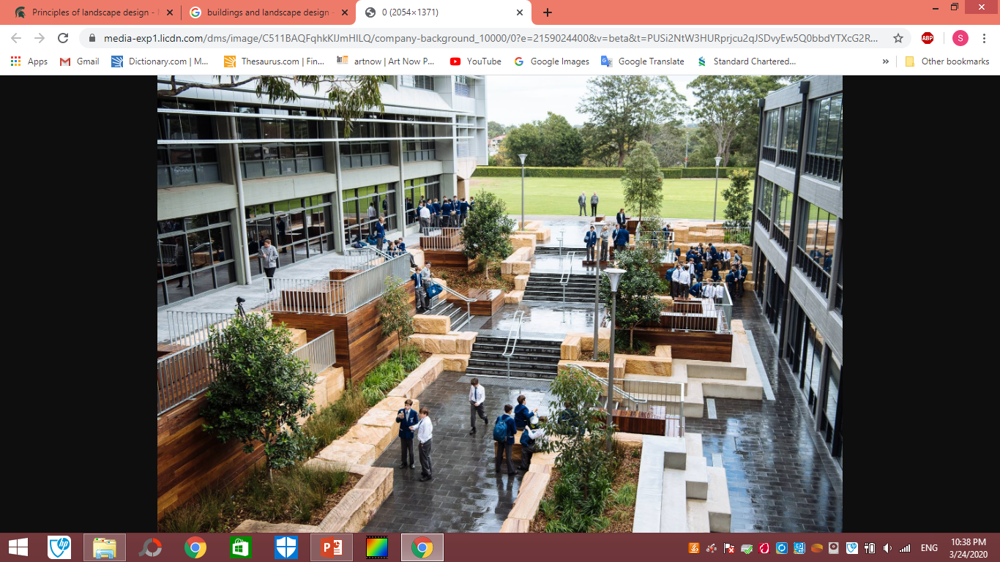 Principles of landscape design -
buildings and landscape design -
0 (2054×1371)
media-exp1.licdn.com/dms/image/C511BAQFqhkKIJmHILQ/company-background_10000/0?e=2159024400&v=beta&t=PUSi2NtW3HURprjcu2qJSDvyEw5Q0bbdYTXcG2R...
ABP
S
Apps
Gmail
Dictionary.com | M...
Thesaurus.com | Fin...
artnow | Art Now P...
YouTube
Google Images
Google Translate
Standard Chartered...
»
Other bookmarks
ENG
10:38 PM
3/24/2020